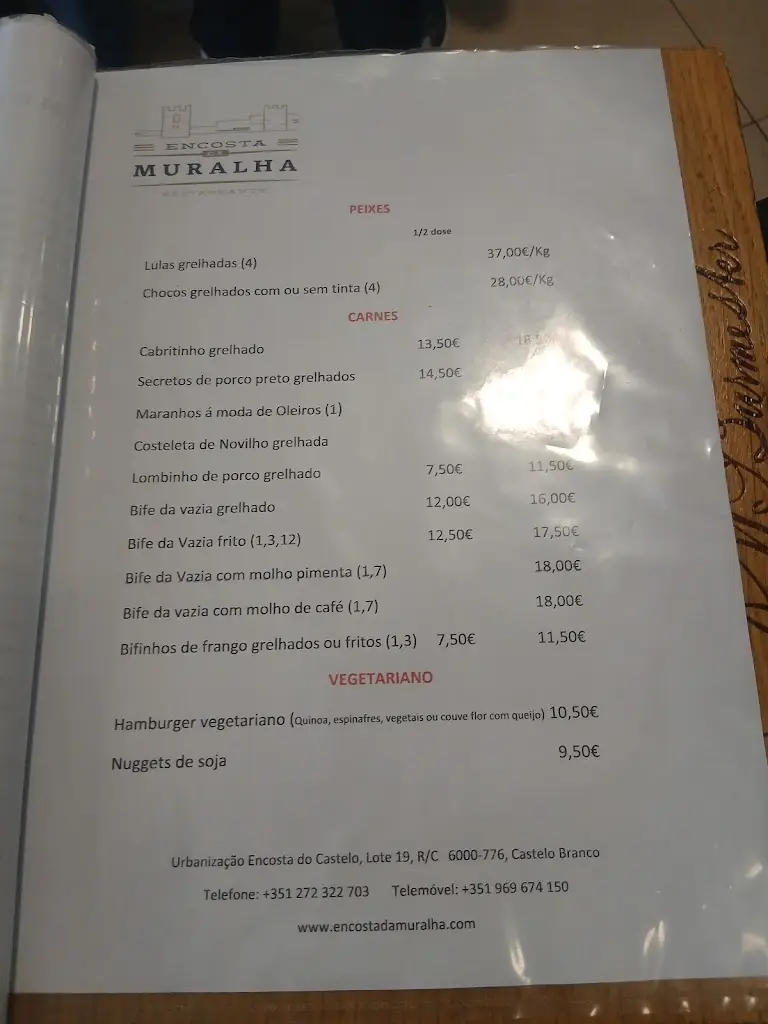 ENCOSTA
DA
MURALHA
RESTAURANTE
PEIXES
1/2 dose
Lulas grelhadas (4) 37,00€/Kg
Chocos grelhados com ou sem tinta (4) 28,00€/Kg
CARNES
Cabritinho grelhado 13,50€
Secretos de porco preto grelhados 14,50€
Maranhos á moda de Oleiros (1)
Costeleta de Novilho grelhada
Lombinho de porco grelhado 7,50€ 11,50€
Bife da vazia grelhado 12,00€ 16,00€
Bife da Vazia frito (1,3,12) 12,50€ 17,50€
Bife da Vazia com molho pimenta (1,7) 18,00€
Bife da vazia com molho de café (1,7) 18,00€
Bifinhos de frango grelhados ou fritos (1,3) 7,50€ 11,50€
VEGETARIANO
Hamburger vegetariano (Quinoa, espinafres, vegetais ou couve flor com queijo) 10,50€
Nuggets de soja 9,50€
Urbanização Encosta do Castelo, Lote 19, R/C 6000-776, Castelo Branco
Telefone: +351 272 322 703 Telemóvel: +351 969 674 150
www.encostadamuralha.com
Burmester